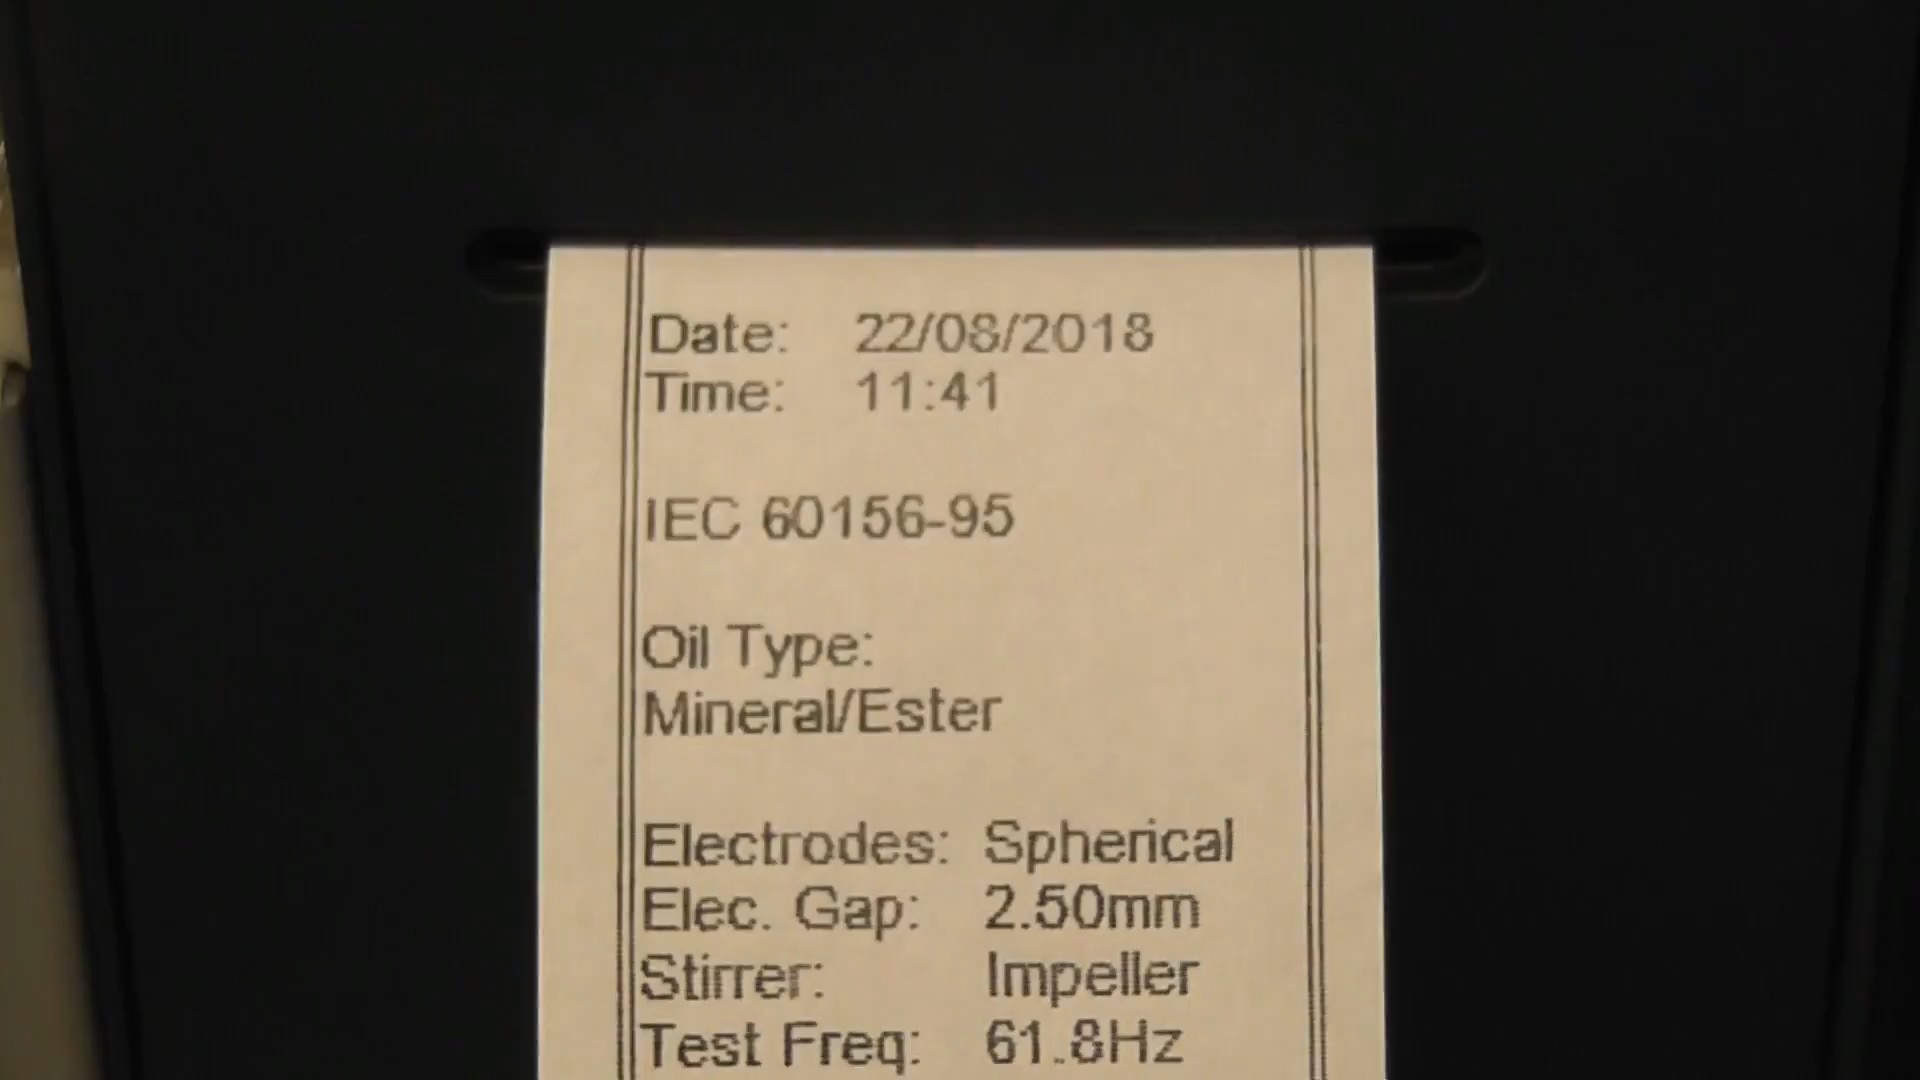 Date: 22/08/2018
Time: 11:41
IEC 60156-95
Oil Type:
Mineral/Ester
Electrodes: Spherical
Elec. Gap: 2.50mm
Stirrer: Impeller
Test Freq: 61.8Hz